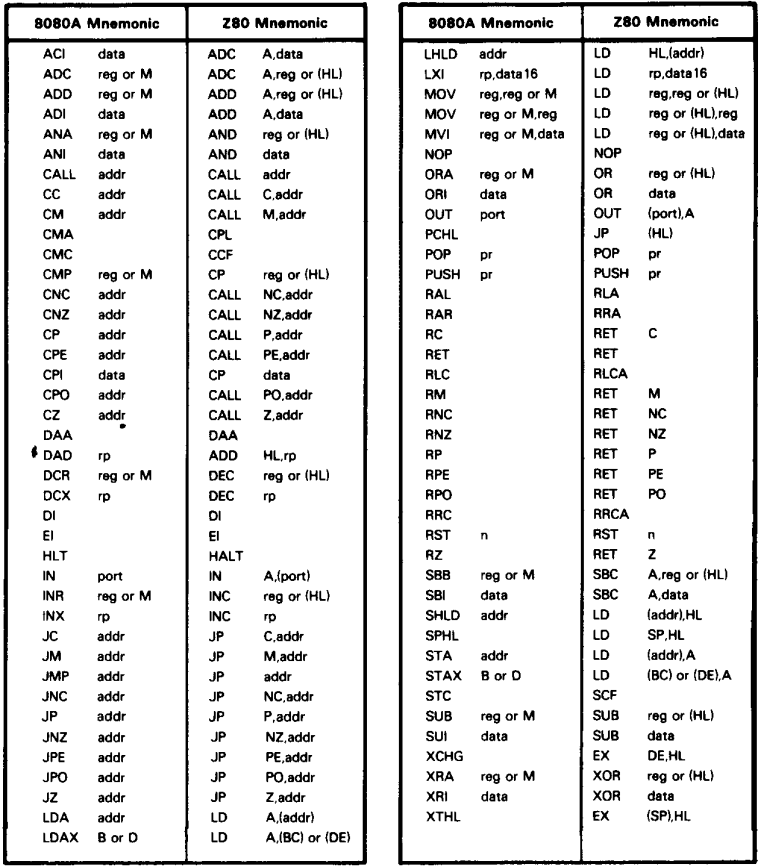 8080A Mnemonic Z80 Mnemonic
ACI data ADC A,data
ADC reg or M ADC A,reg or (HL)
ADD reg or M ADD A,reg or (HL)
ADI data ADD A,data
ANA reg or M AND reg or (HL)
ANI data AND data
CALL addr CALL addr
CC addr CALL C,addr
CM addr CALL M,addr
CMA CPL
CMC CCF
CMP reg or M CP reg or (HL)
CNC addr CALL NC,addr
CNZ addr CALL NZ,addr
CP addr CALL P,addr
CPE addr CALL PE,addr
CPI data CP data
CPO addr CALL PO,addr
CZ addr CALL Z,addr
DAA DAA
DAD rp ADD HL,rp
DCR reg or M DEC reg or (HL)
DCX rp DEC rp
DI DI
EI EI
HLT HALT
IN port IN A,(port)
INR reg or M INC reg or (HL)
INX rp INC rp
JC addr JP C,addr
JM addr JP M,addr
JMP addr JP addr
JNC addr JP NC,addr
JP addr JP P,addr
JNZ addr JP NZ,addr
JPE addr JP PE,addr
JPO addr JP PO,addr
JZ addr JP Z,addr
LDA addr LD A,(addr)
LDAX B or D LD A,(BC) or (DE)
8080A Mnemonic Z80 Mnemonic
LHLD addr LD HL,(addr)
LXI rp,data16 LD rp,data16
MOV reg,reg or M LD reg,reg or (HL)
MOV reg or M,reg LD reg or (HL),reg
MVI reg or M,data LD reg or (HL),data
NOP NOP
ORA reg or M OR reg or (HL)
ORI data OR data
OUT port OUT (port),A
PCHL JP (HL)
POP pr POP pr
PUSH pr PUSH pr
RAL RLA
RAR RRA
RC RET C
RET RET
RLC RLCA
RM RET M
RNC RET NC
RNZ RET NZ
RP RET P
RPE RET PE
RPO RET PO
RRC RRCA
RST n RST n
RZ RET Z
SBB reg or M SBC A,reg or (HL)
SBI data SBC A,data
SHLD addr LD (addr),HL
SPHL LD SP,HL
STA addr LD (addr),A
STAX B or D LD (BC) or (DE),A
STC SCF
SUB reg or M SUB reg or (HL)
SUI data SUB data
XCHG EX DE,HL
XRA reg or M XOR reg or (HL)
XRI data XOR data
XTHL EX (SP),HL